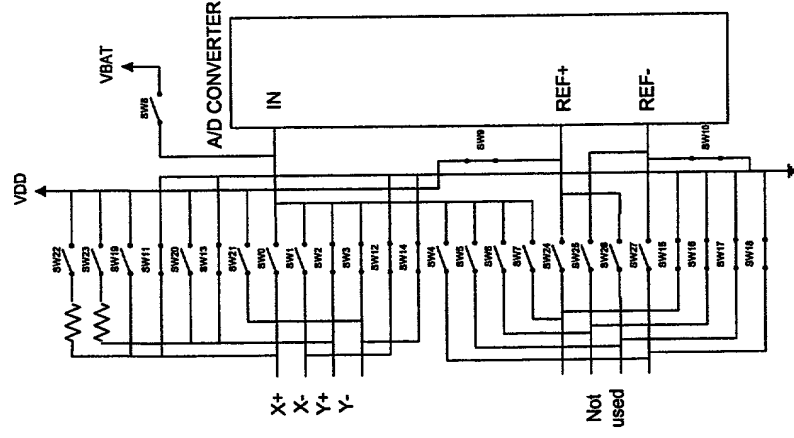 VBAT
SW8
A/D CONVERTER
VDD
IN
REF+
REF-
SW9
SW10
SW22
SW23
SW19
SW11
SW20
SW13
SW21
SW0
SW1
SW2
SW3
SW12
SW14
SW4
SW5
SW6
SW7
SW24
SW25
SW26
SW27
SW15
SW16
SW17
SW18
X+
X-
Y+
Y-
Not
used